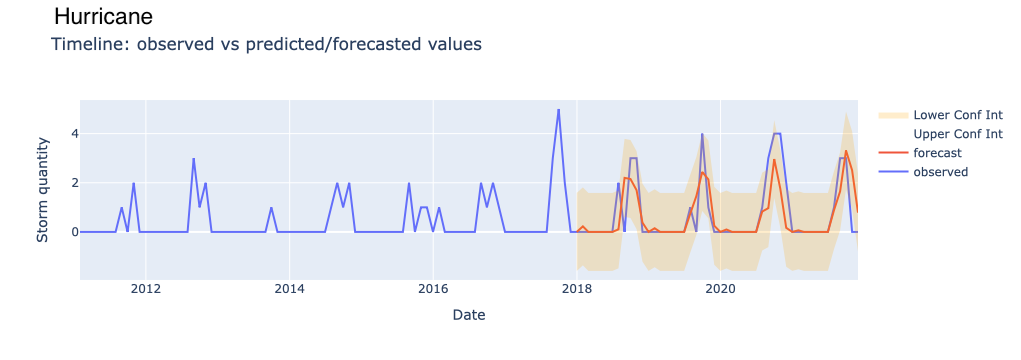 Hurricane
Timeline: observed vs predicted/forecasted values
Storm quantity
4
2
0
2012
2014
2016
2018
2020
Date
Lower Conf Int
Upper Conf Int
forecast
observed